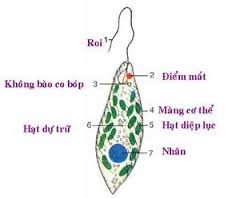 Roi 1
2 Điểm mắt
Không bào co bóp 3
4 Màng cơ thể
Hạt dự trữ 6
5 Hạt diệp lục
7 Nhân